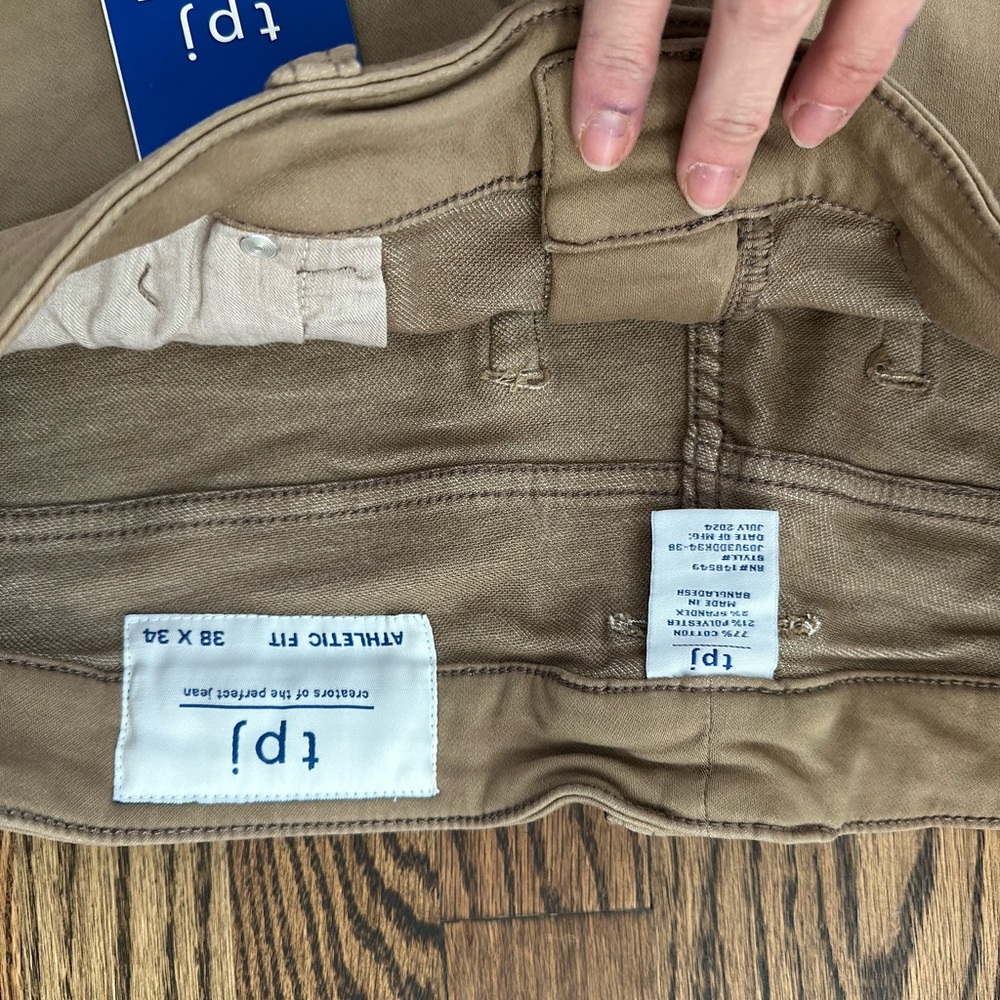 tpj
tpj
creators of the perfect jean
ATHLETIC FIT 38 X 34
tpj
77% COTTON
21% POLYESTER
2% SPANDEX
MADE IN
BANGLADESH
RN#148549
STYLE#
J09V3DDK34-38
DATE OF MFG:
JULY 2024